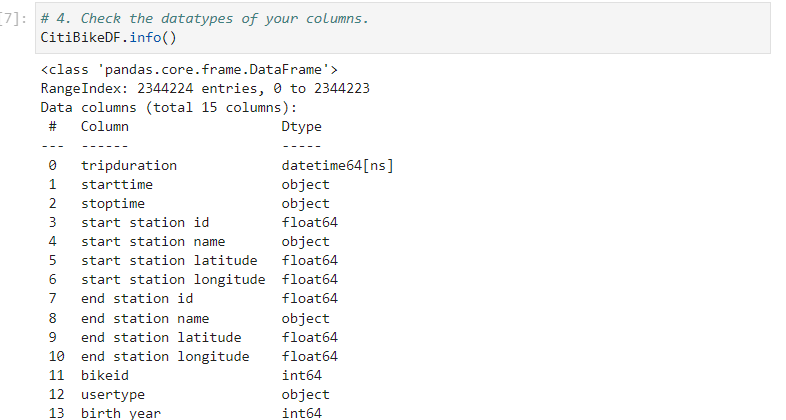 [7]: # 4. Check the datatypes of your columns.
CitiBikeDF.info()
<class 'pandas.core.frame.DataFrame'>
RangeIndex: 2344224 entries, 0 to 2344223
Data columns (total 15 columns):
#   Column                   Dtype
---  ------                   -----
0   tripduration             datetime64[ns]
1   starttime                object
2   stoptime                 object
3   start station id         float64
4   start station name       object
5   start station latitude   float64
6   start station longitude  float64
7   end station id           float64
8   end station name         object
9   end station latitude     float64
10  end station longitude    float64
11  bikeid                   int64
12  usertype                 object
13  birth year               int64